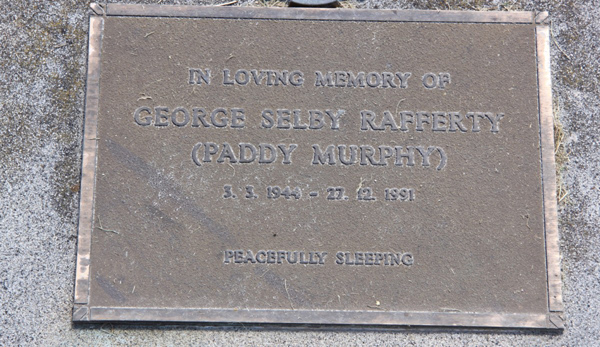 IN LOVING MEMORY OF
GEORGE SELBY RAFFERTY
(PADDY MURPHY)
3. 3. 1944 - 27. 12. 1991
PEACEFULLY SLEEPING